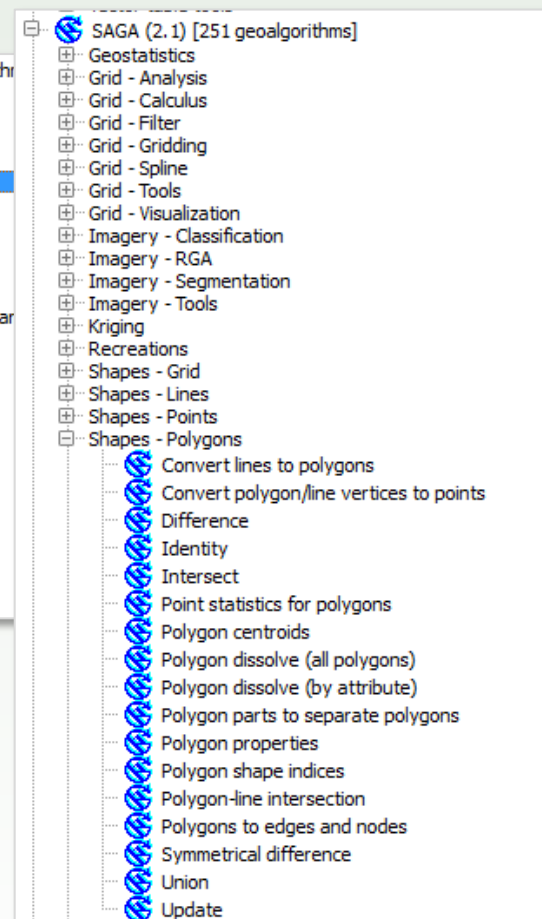 SAGA (2.1) [251 geoalgorithms]
Geostatistics
Grid - Analysis
Grid - Calculus
Grid - Filter
Grid - Gridding
Grid - Spline
Grid - Tools
Grid - Visualization
Imagery - Classification
Imagery - RGA
Imagery - Segmentation
Imagery - Tools
Kriging
Recreations
Shapes - Grid
Shapes - Lines
Shapes - Points
Shapes - Polygons
Convert lines to polygons
Convert polygon/line vertices to points
Difference
Identity
Intersect
Point statistics for polygons
Polygon centroids
Polygon dissolve (all polygons)
Polygon dissolve (by attribute)
Polygon parts to separate polygons
Polygon properties
Polygon shape indices
Polygon-line intersection
Polygons to edges and nodes
Symmetrical difference
Union
Update